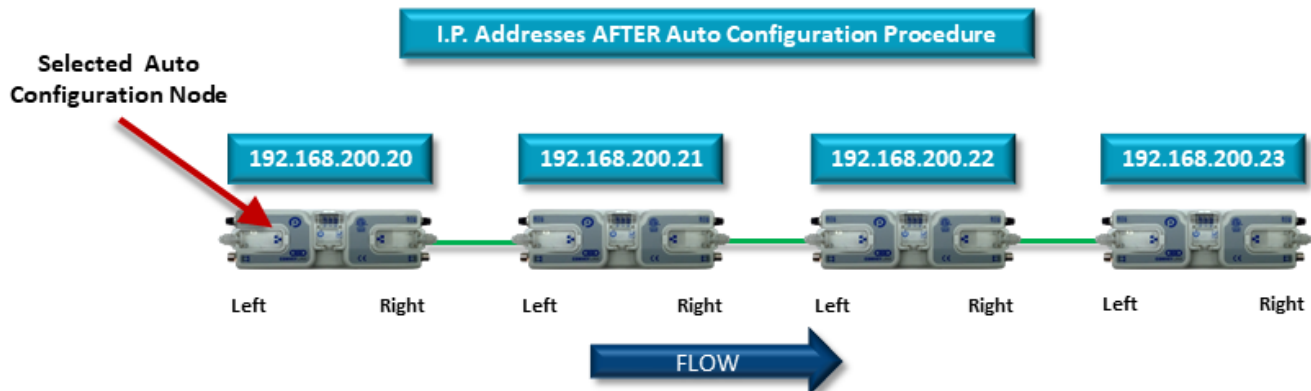 I.P. Addresses AFTER Auto Configuration Procedure
Selected Auto
Configuration Node
192.168.200.20
192.168.200.21
192.168.200.22
192.168.200.23
Left
Right
Left
Right
Left
Right
Left
Right
FLOW